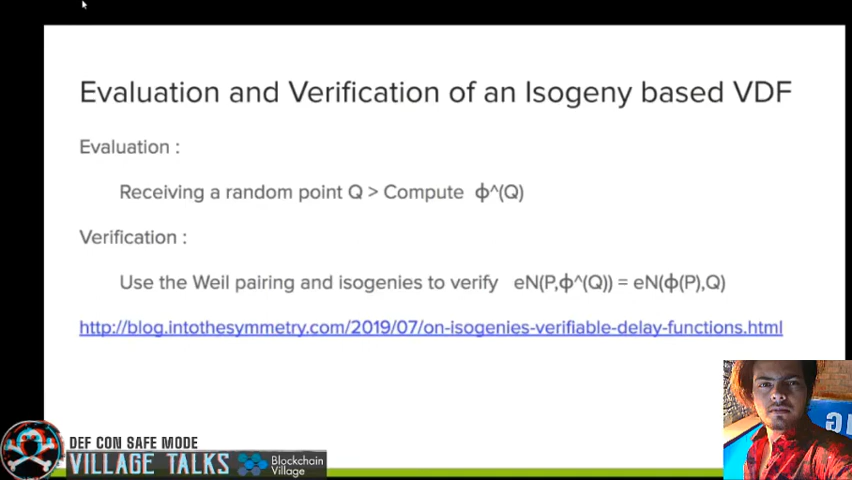 Evaluation and Verification of an Isogeny based VDF
Evaluation :
Receiving a random point Q > Compute ϕ^(Q)
Verification :
Use the Weil pairing and isogenies to verify eN(P,ϕ^(Q)) = eN(ϕ(P),Q)
http://blog.intothesymmetry.com/2019/07/on-isogenies-verifiable-delay-functions.html
DEF CON SAFE MODE
VILLAGE TALKS
Blockchain
Village